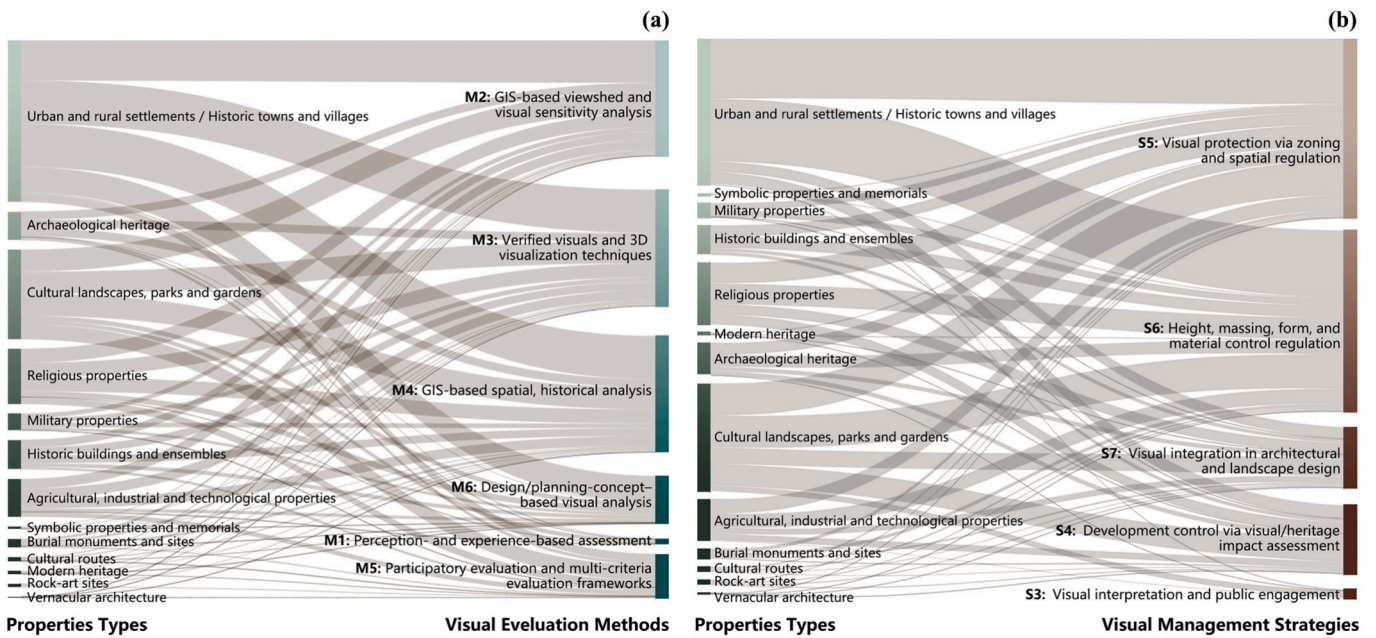 (a)
Urban and rural settlements / Historic towns and villages
Archaeological heritage
Cultural landscapes, parks and gardens
Religious properties
Military properties
Historic buildings and ensembles
Agricultural, industrial and technological properties
Symbolic properties and memorials
Burial monuments and sites
Cultural routes
Modern heritage
Rock-art sites
Vernacular architecture
M2: GIS-based viewshed and
visual sensitivity analysis
M3: Verified visuals and 3D
visualization techniques
M4: GIS-based spatial, historical analysis
M6: Design/planning-concept–
based visual analysis
M1: Perception- and experience-based assessment
M5: Participatory evaluation and multi-criteria
evaluation frameworks
Properties Types
Visual Eveluation Methods
(b)
Urban and rural settlements / Historic towns and villages
Symbolic properties and memorials
Military properties
Historic buildings and ensembles
Religious properties
Modern heritage
Archaeological heritage
Cultural landscapes, parks and gardens
Agricultural, industrial and technological properties
Burial monuments and sites
Cultural routes
Rock-art sites
Vernacular architecture
S5: Visual protection via zoning
and spatial regulation
S6: Height, massing, form, and
material control regulation
S7: Visual integration in architectural
and landscape design
S4: Development control via visual/heritage
impact assessment
S3: Visual interpretation and public engagement
Properties Types
Visual Management Strategies